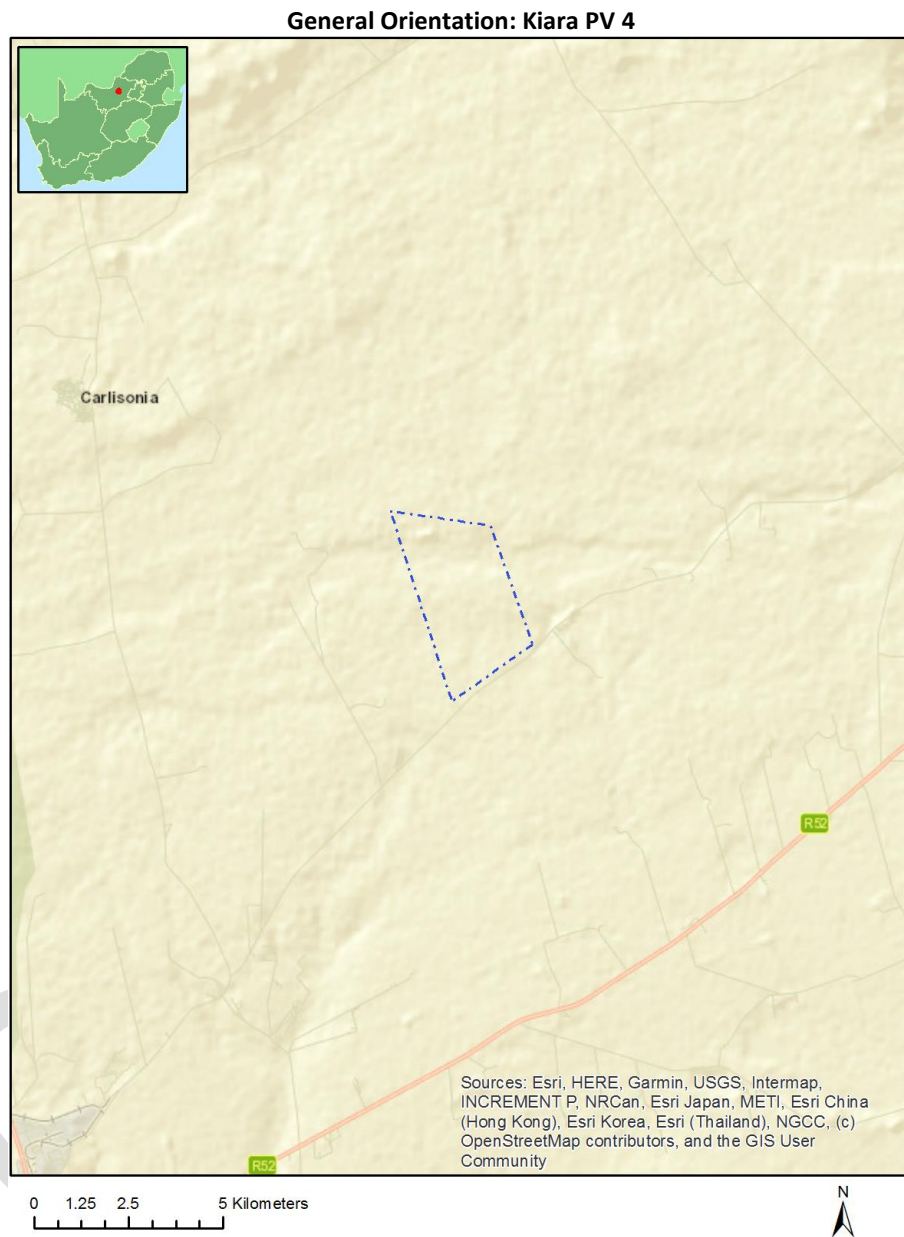 General Orientation: Kiara PV 4
Carlisonia
R52
R52
Sources: Esri, HERE, Garmin, USGS, Intermap,
INCREMENT P, NRCan, Esri Japan, METI, Esri China
(Hong Kong), Esri Korea, Esri (Thailand), NGCC, (c)
OpenStreetMap contributors, and the GIS User
Community
0 1.25 2.5 5 Kilometers
N